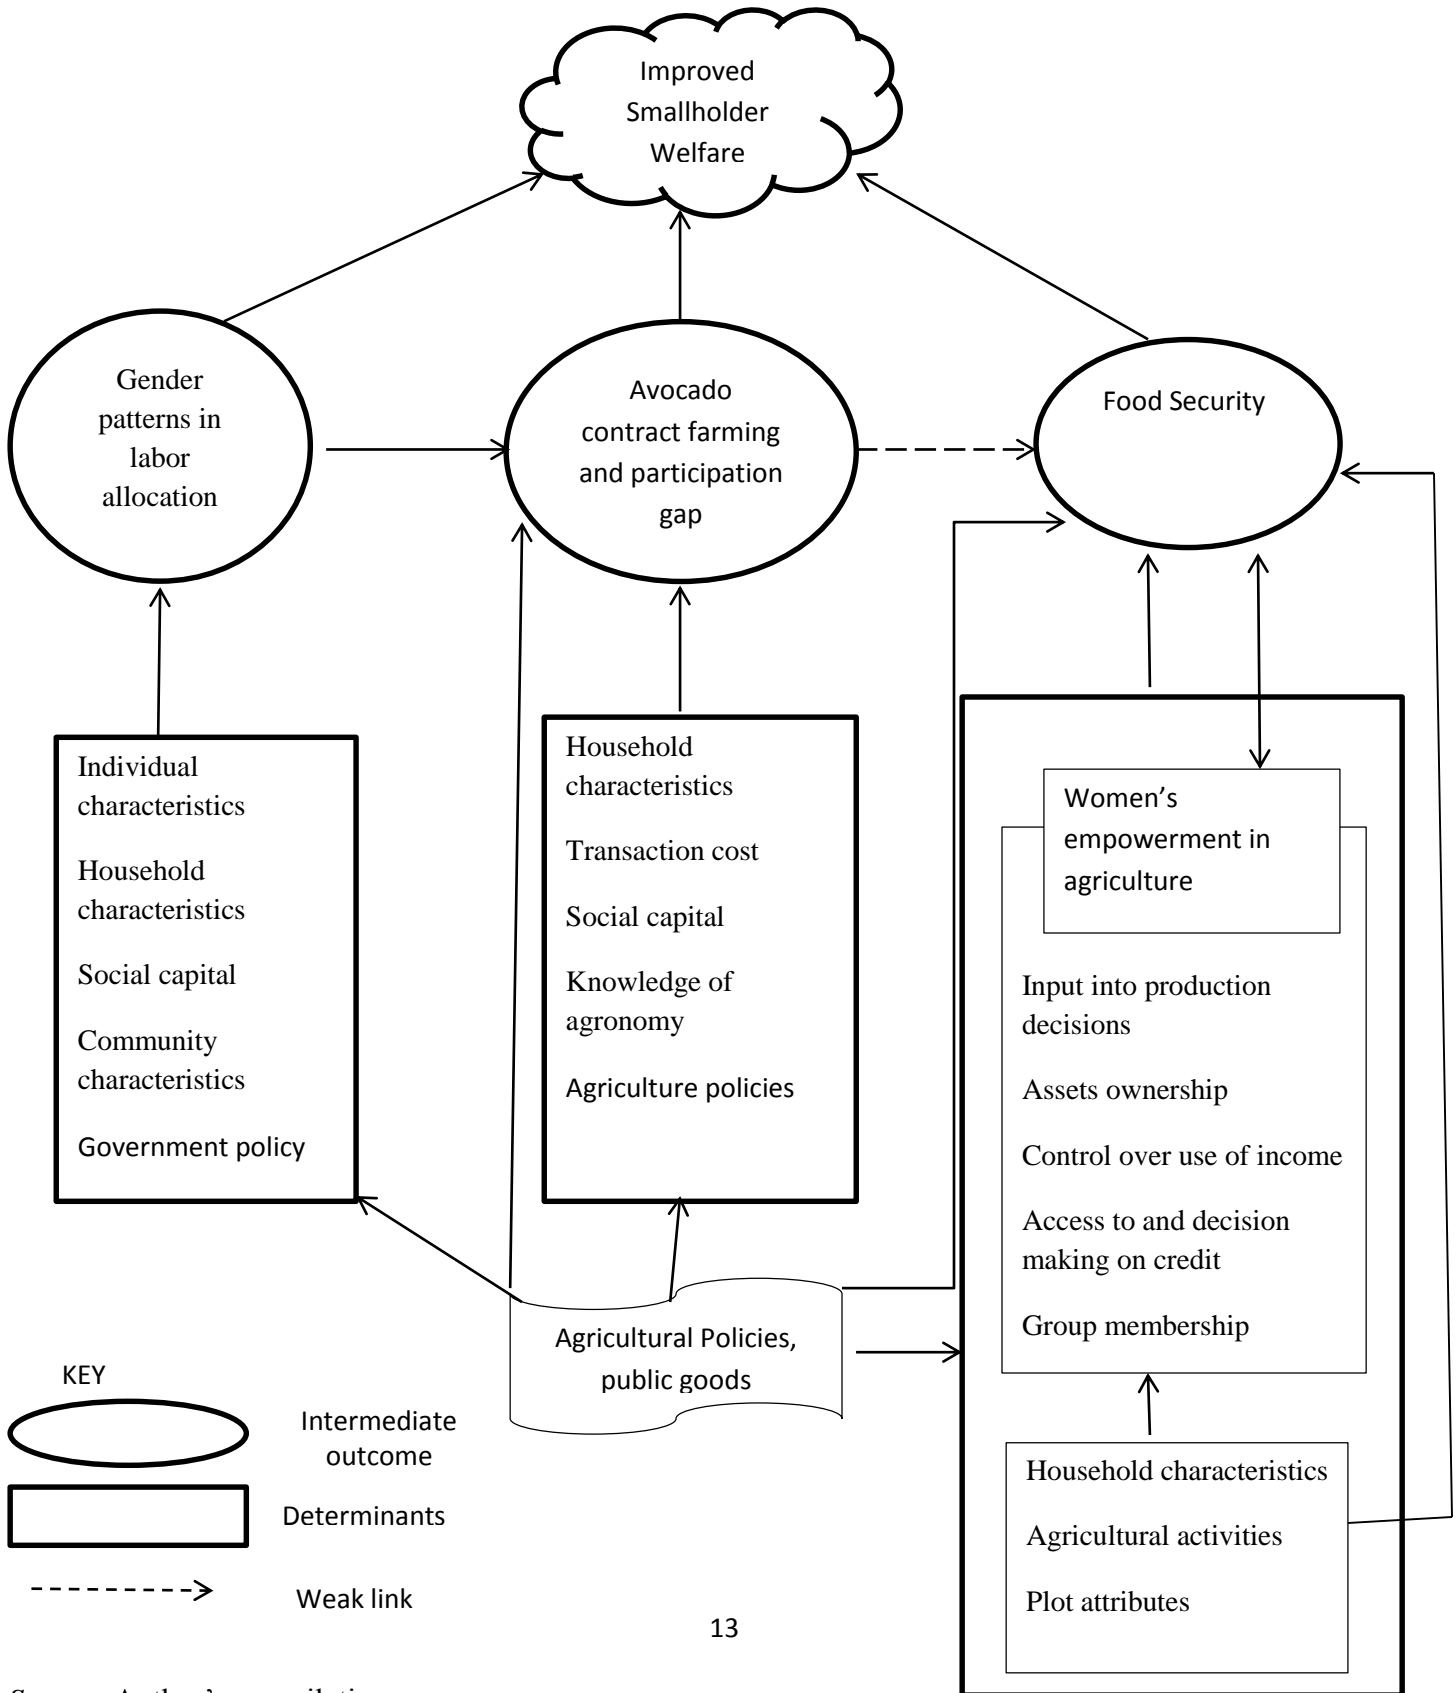 Improved
Smallholder
Welfare
Gender
patterns in
labor
allocation
Avocado
contract farming
and participation
gap
Food Security
Individual
characteristics
Household
characteristics
Social capital
Community
characteristics
Government policy
Household
characteristics
Transaction cost
Social capital
Knowledge of
agronomy
Agriculture policies
Women’s
empowerment in
agriculture
Input into production
decisions
Assets ownership
Control over use of income
Access to and decision
making on credit
Group membership
Agricultural Policies,
public goods
Household characteristics
Agricultural activities
Plot attributes
KEY
Intermediate
outcome
Determinants
Weak link
13